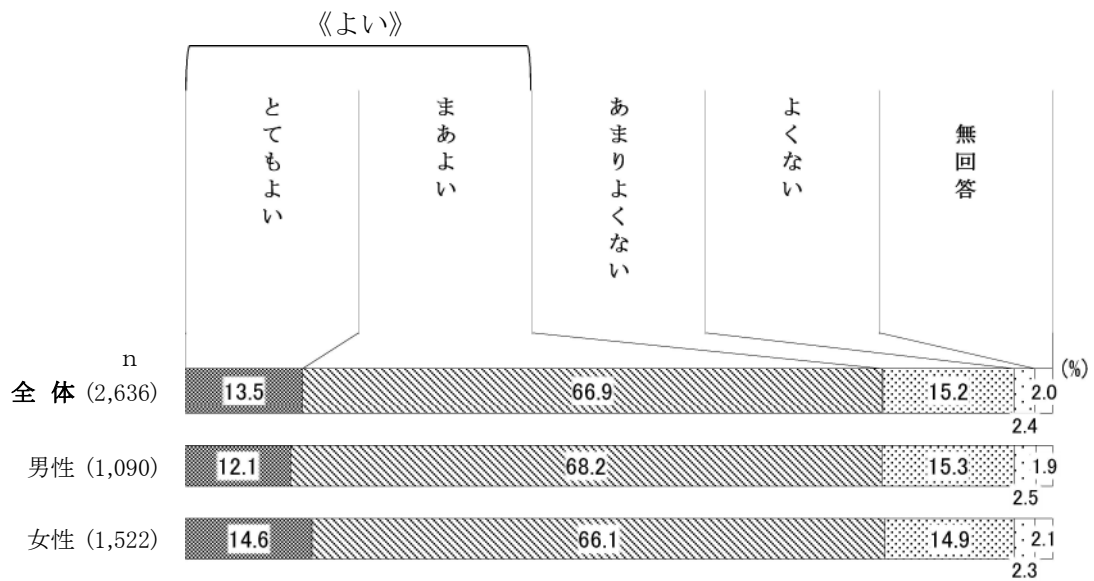 《よい》
とてもよい
まあよい
あまりよくない
よくない
無回答
n
(%)
全 体 (2,636)
13.5 66.9 15.2 2.0
2.4
男性 (1,090)
12.1 68.2 15.3 1.9
2.5
女性 (1,522)
14.6 66.1 14.9 2.1
2.3